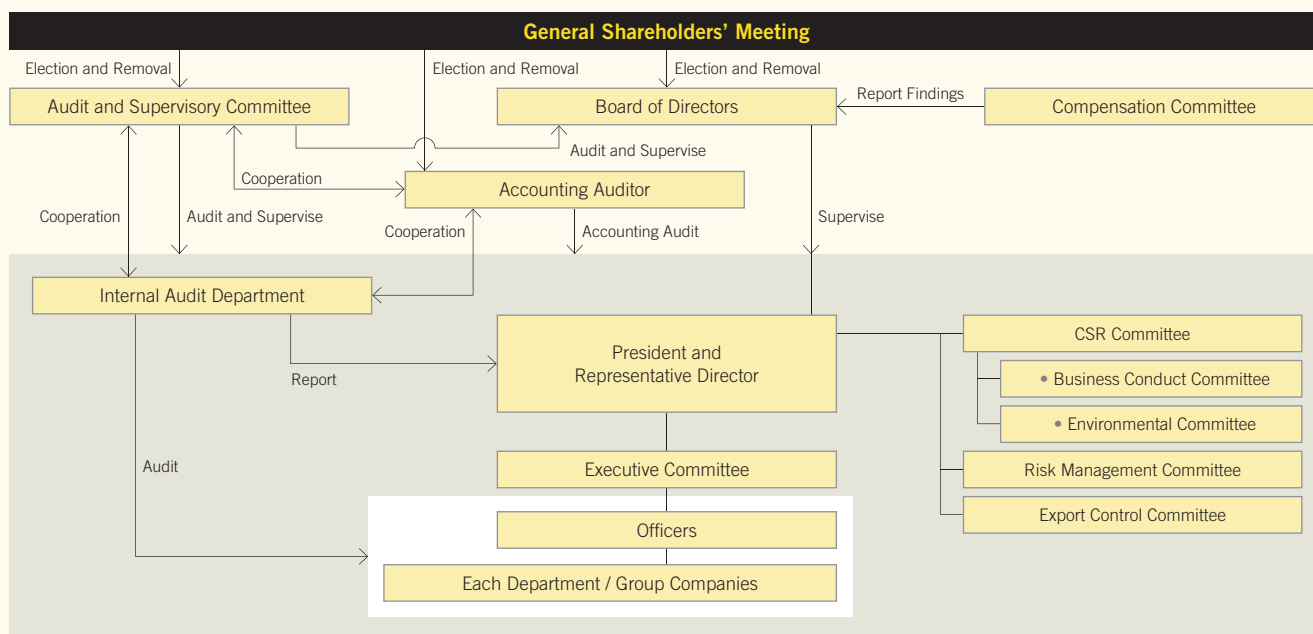 General Shareholders’ Meeting
Election and Removal
Election and Removal
Election and Removal
Audit and Supervisory Committee
Board of Directors
Report Findings
Compensation Committee
Audit and Supervise
Cooperation
Accounting Auditor
Cooperation
Audit and Supervise
Cooperation
Accounting Audit
Supervise
Internal Audit Department
President and
Representative Director
CSR Committee
Report
• Business Conduct Committee
• Environmental Committee
Audit
Executive Committee
Risk Management Committee
Export Control Committee
Officers
Each Department / Group Companies